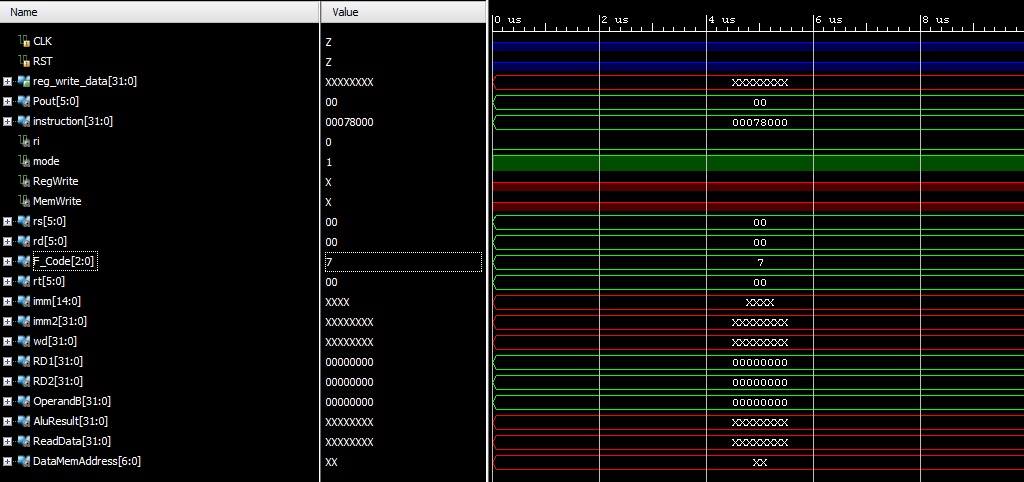 Name Value 0 us 2 us 4 us 6 us 8 us
CLK Z
RST Z
reg_write_data[31:0] XXXXXXXX XXXXXXXX
Pout[5:0] 00 00
instruction[31:0] 00078000 00078000
ri 0
mode 1
RegWrite X
MemWrite X
rs[5:0] 00 00
rd[5:0] 00 00
F_Code[2:0] 7 7
rt[5:0] 00 00
imm[14:0] XXXX XXXX
imm2[31:0] XXXXXXXX XXXXXXXX
wd[31:0] XXXXXXXX XXXXXXXX
RD1[31:0] 00000000 00000000
RD2[31:0] 00000000 00000000
OperandB[31:0] 00000000 00000000
AluResult[31:0] XXXXXXXX XXXXXXXX
ReadData[31:0] XXXXXXXX XXXXXXXX
DataMemAddress[6:0] XX XX